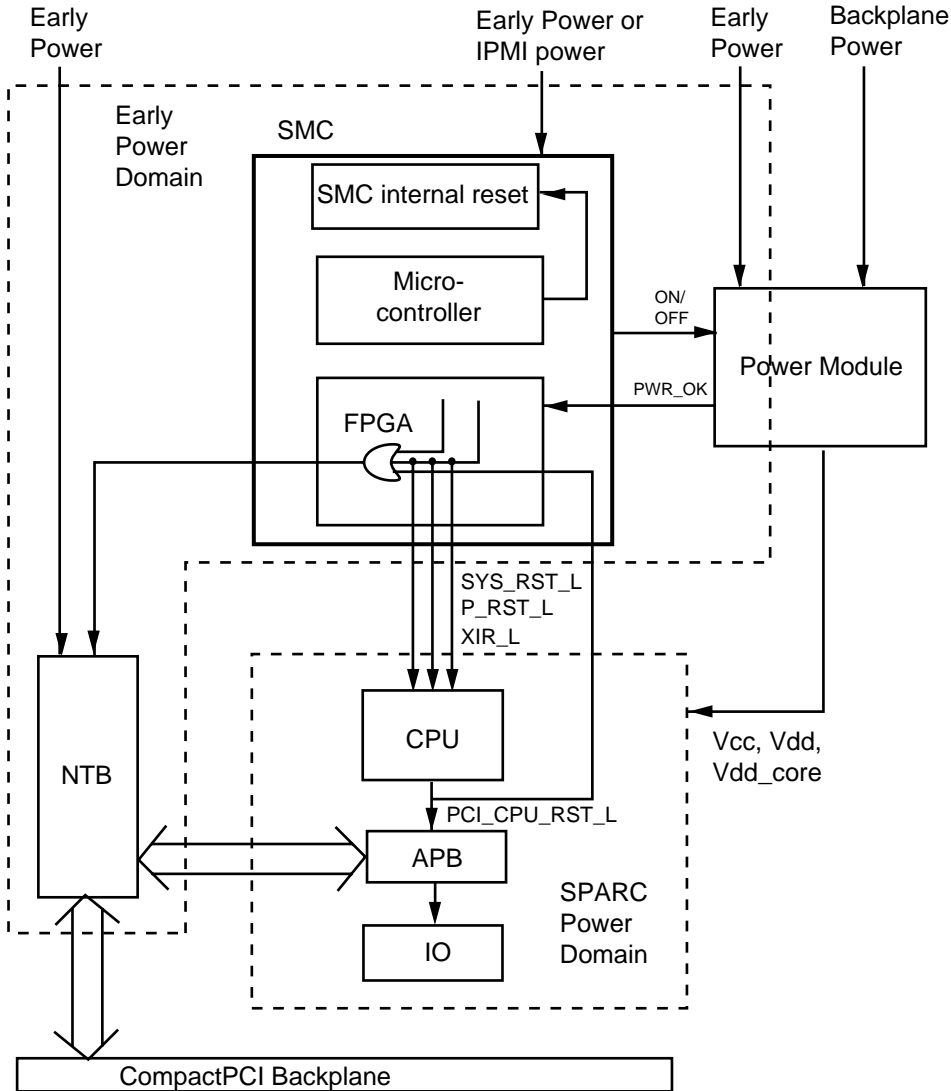 Early
Power
Early Power or
IPMI power
Early
Power
Backplane
Power
Early
Power
Domain
SMC
SMC internal reset
Micro-
controller
ON/
OFF
Power Module
PWR_OK
FPGA
SYS_RST_L
P_RST_L
XIR_L
CPU
NTB
Vcc, Vdd,
Vdd_core
PCI_CPU_RST_L
APB
SPARC
Power
Domain
IO
CompactPCI Backplane